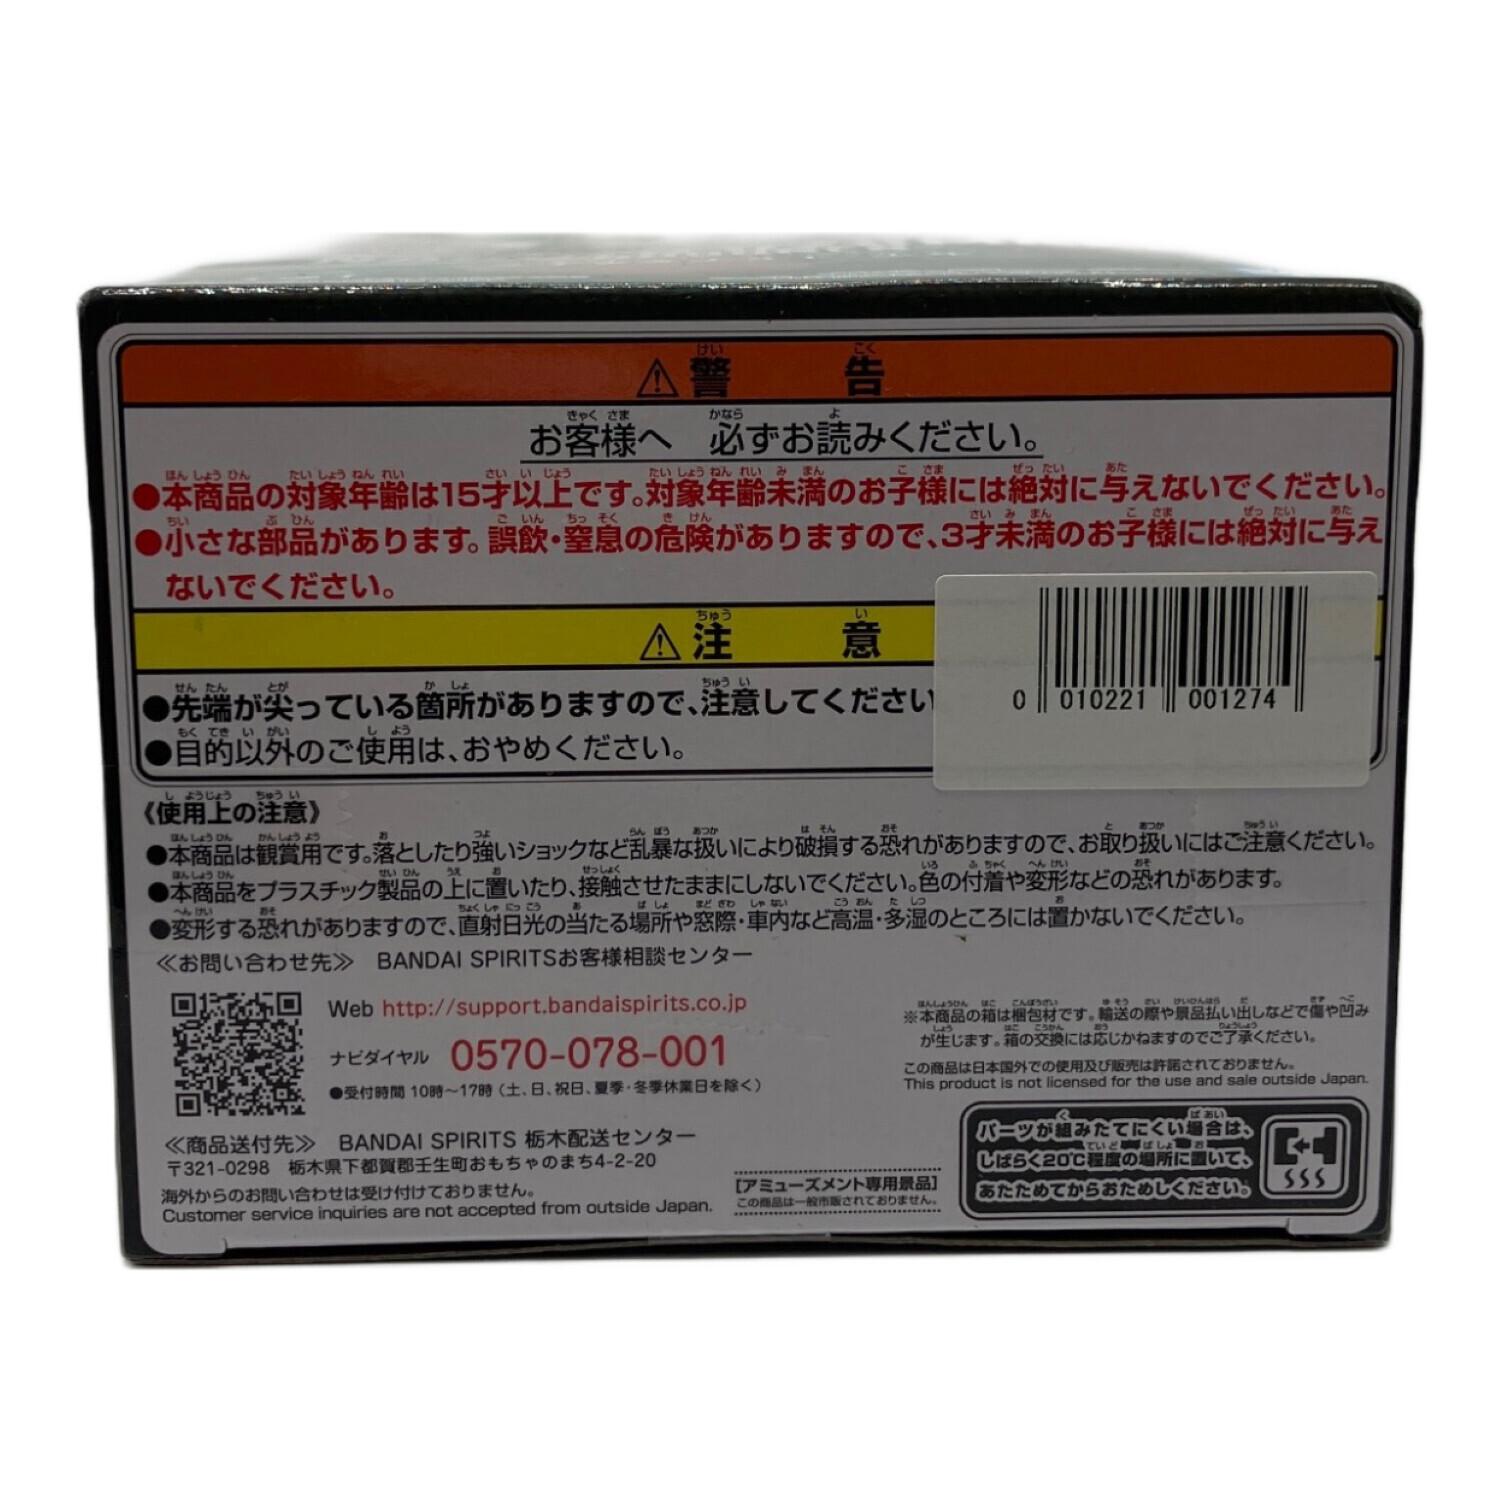 ⚠警告
お客様へ 必ずお読みください。
●本商品の対象年齢は15才以上です。対象年齢未満のお子様には絶対に与えないでください。
●小さな部品があります。誤飲・窒息の危険がありますので、3才未満のお子様には絶対に与え
ないでください。
⚠注意
●先端が尖っている箇所がありますので、注意してください
●目的以外のご使用は、おやめください。
0 010221 001274
《使用上の注意》
●本商品は観賞用です。落としたり強いショックなど乱暴な扱いにより破損する恐れがありますので、お取り扱いにはご注意ください。
●本商品をプラスチック製品の上に置いたり、接触させたままにしないでください。色の付着や変形などの恐れがあります。
●変形する恐れがありますので、直射日光の当たる場所や窓際・車内など高温・多湿のところには置かないでください。
≪お問い合わせ先≫ BANDAI SPIRITSお客様相談センター
Web http://support.bandaispirits.co.jp
ナビダイヤル 0570-078-001
●受付時間 10時～17時（土、日、祝日、夏季・冬季休業日を除く）
≪商品送付先≫ BANDAI SPIRITS 栃木配送センター
〒321-0298 栃木県下都賀郡壬生町おもちゃのまち4-2-20
海外からのお問い合わせは受け付けておりません。
Customer service inquiries are not accepted from outside Japan.
[アミューズメント専用景品]
この商品は一般市販されておりません。
※本商品の箱は梱包材です。輸送の際や景品払い出しなどで傷や凹み
が生じます。箱の交換には応じかねますのでご了承ください。
この商品は日本国外での使用及び販売は許諾されておりません。
This product is not licensed for the use and sale outside Japan.
パーツが組みたてにくい場合は、
しばらく20℃程度の場所に置いて、
あたためてからおためしください。